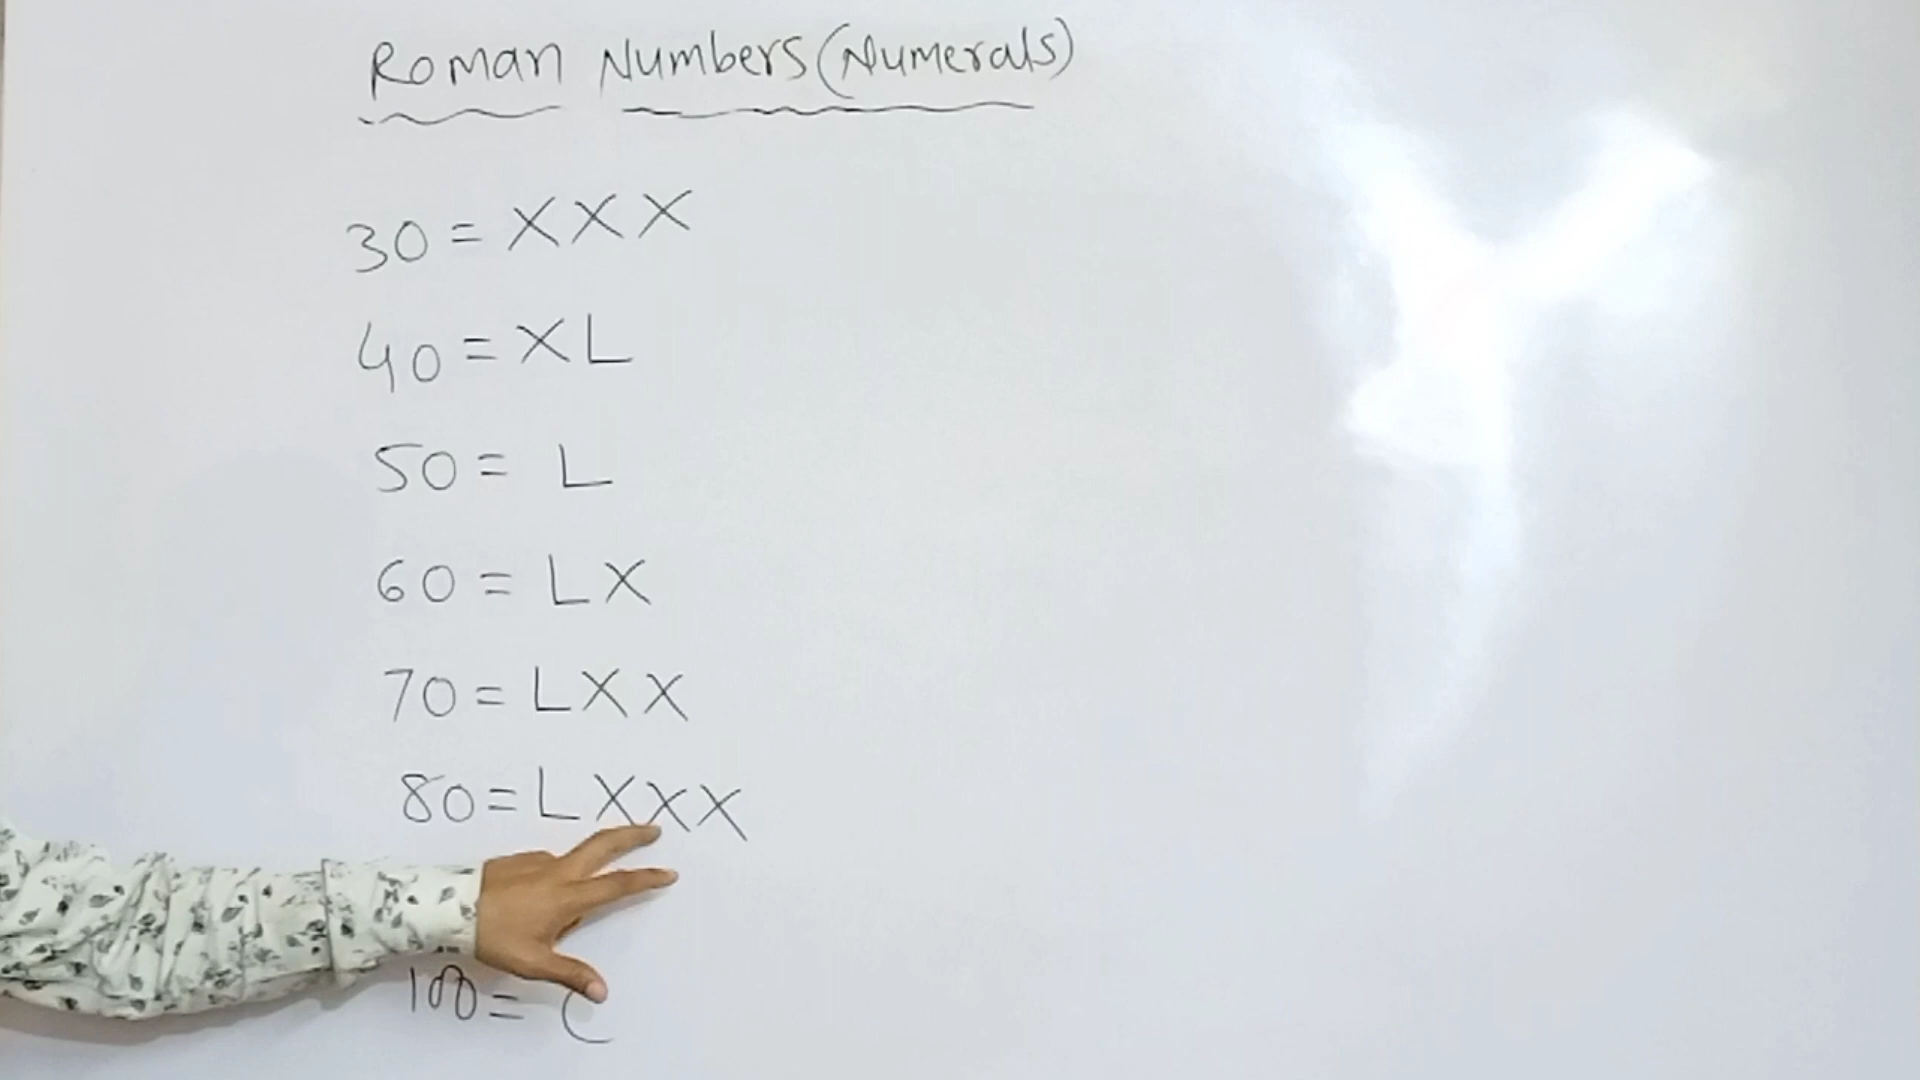 Roman Numbers (Numerals)
30 = XXX
40 = XL
50 = L
60 = LX
70 = LXX
80 = LXXX
100 = C